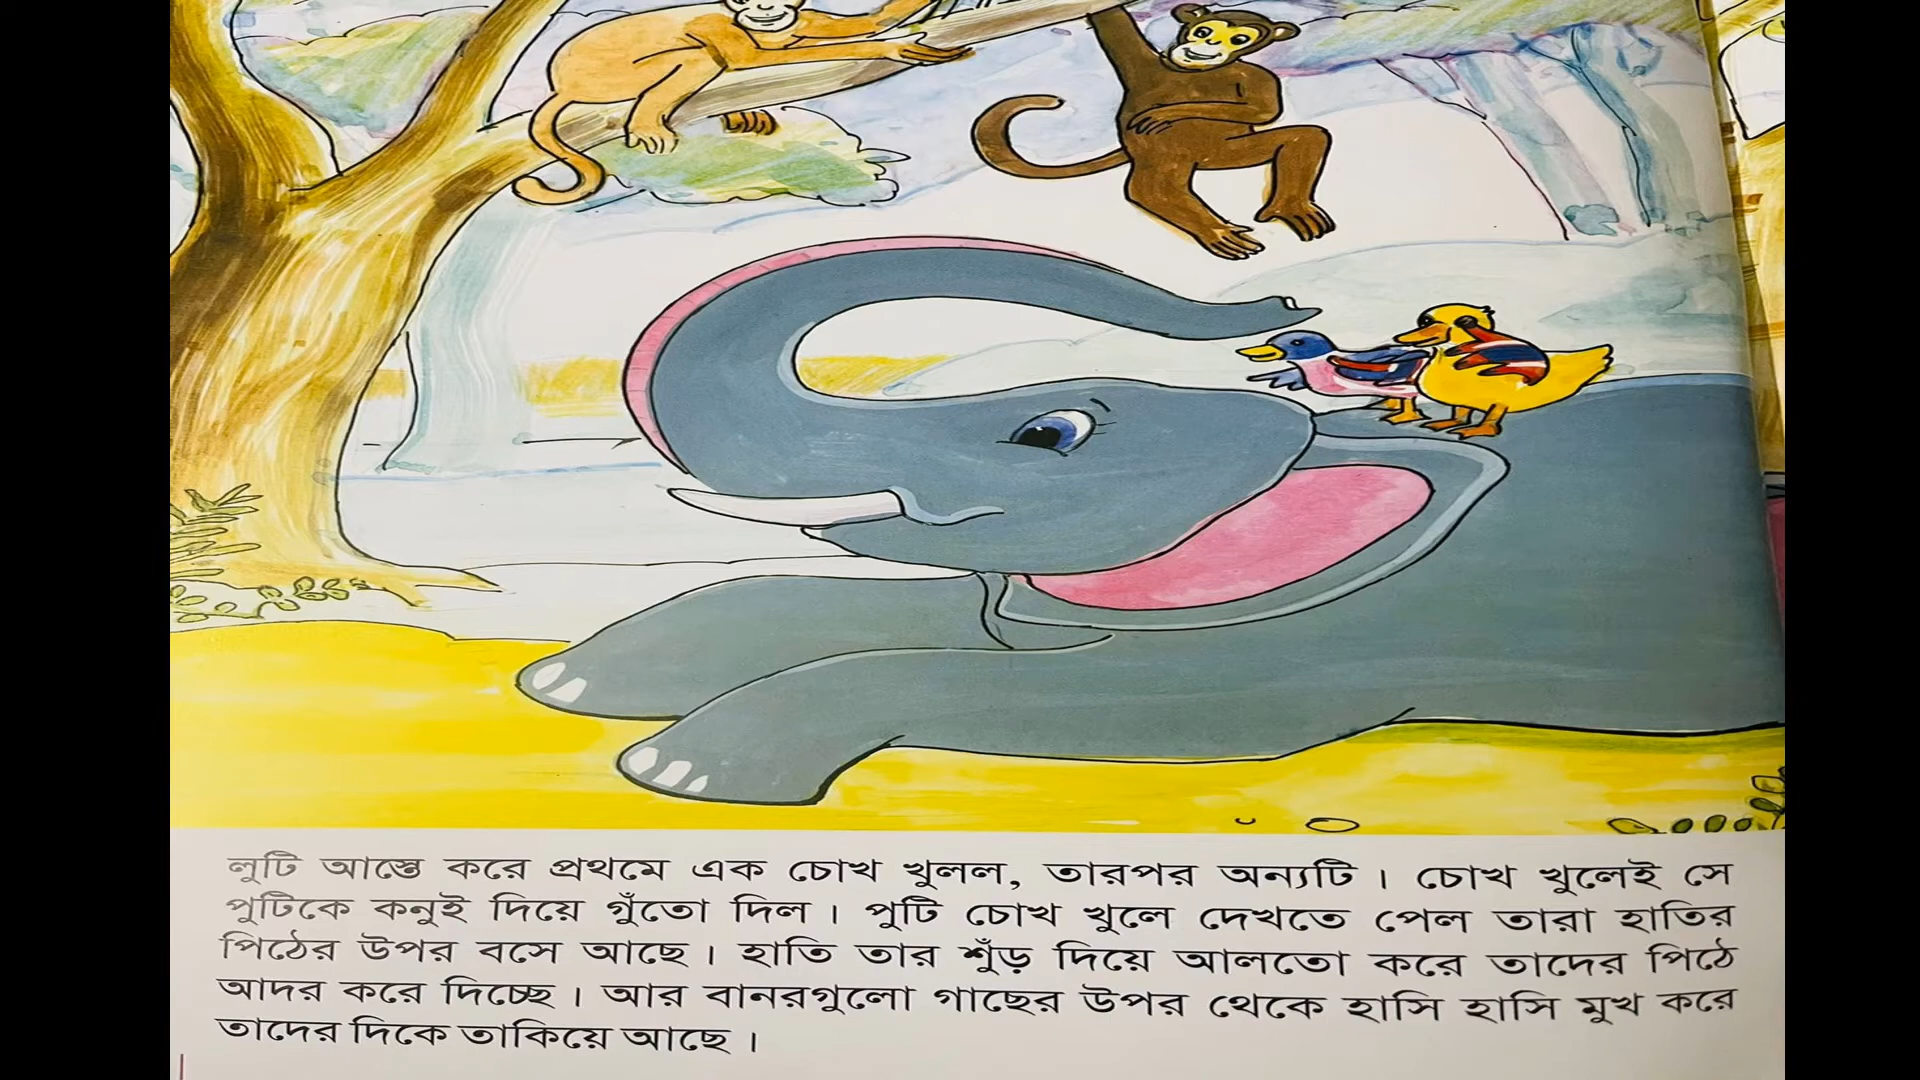 লুটি আস্তে করে প্রথমে এক চোখ খুলল, তারপর অন্যটি । চোখ খুলেই সে
পুটিকে কনুই দিয়ে গুঁতো দিল । পুটি চোখ খুলে দেখতে পেল তারা হাতির
পিঠের উপর বসে আছে । হাতি তার শুঁড় দিয়ে আলতো করে তাদের পিঠে
আদর করে দিচ্ছে । আর বানরগুলো গাছের উপর থেকে হাসি হাসি মুখ করে
তাদের দিকে তাকিয়ে আছে ।